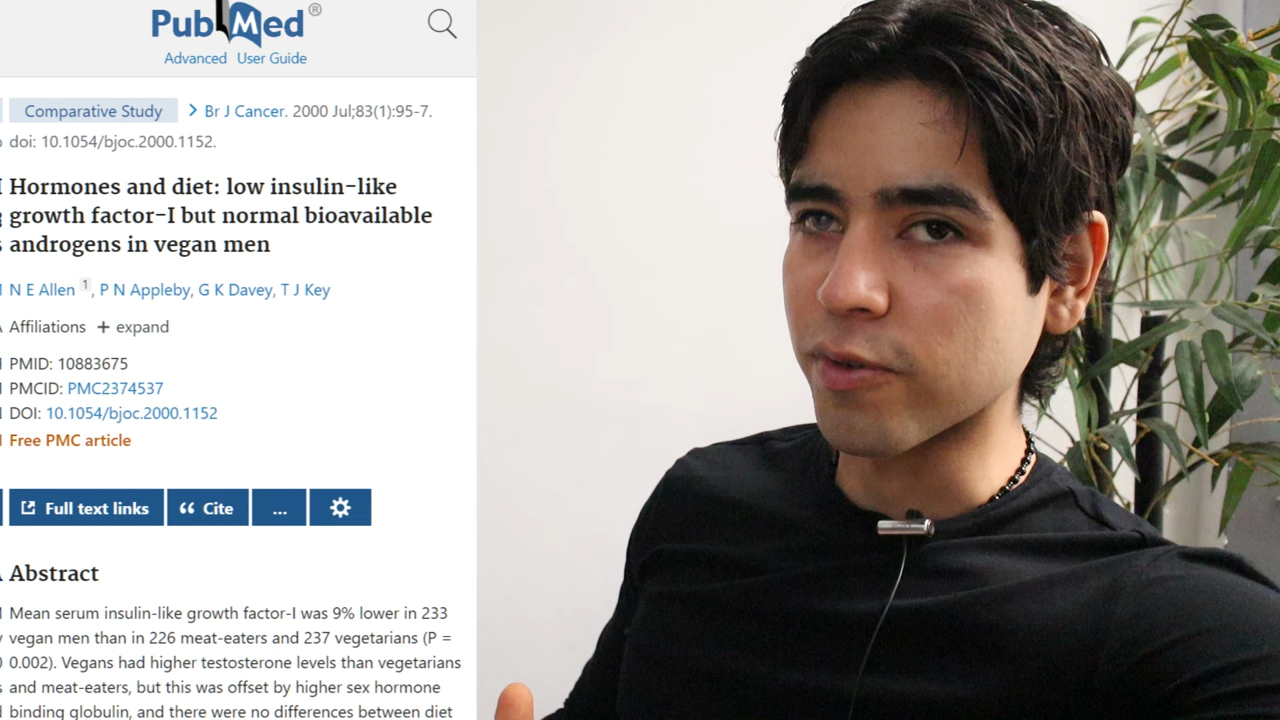 PubMed®
Advanced User Guide
Comparative Study > Br J Cancer. 2000 Jul;83(1):95-7.
doi: 10.1054/bjoc.2000.1152.
Hormones and diet: low insulin-like
growth factor-I but normal bioavailable
androgens in vegan men
N E Allen 1, P N Appleby, G K Davey, T J Key
Affiliations + expand
PMID: 10883675
PMCID: PMC2374537
DOI: 10.1054/bjoc.2000.1152
Free PMC article
Full text links
Cite
...
Abstract
Mean serum insulin-like growth factor-I was 9% lower in 233
vegan men than in 226 meat-eaters and 237 vegetarians (P =
0.002). Vegans had higher testosterone levels than vegetarians
and meat-eaters, but this was offset by higher sex hormone
binding globulin, and there were no differences between diet